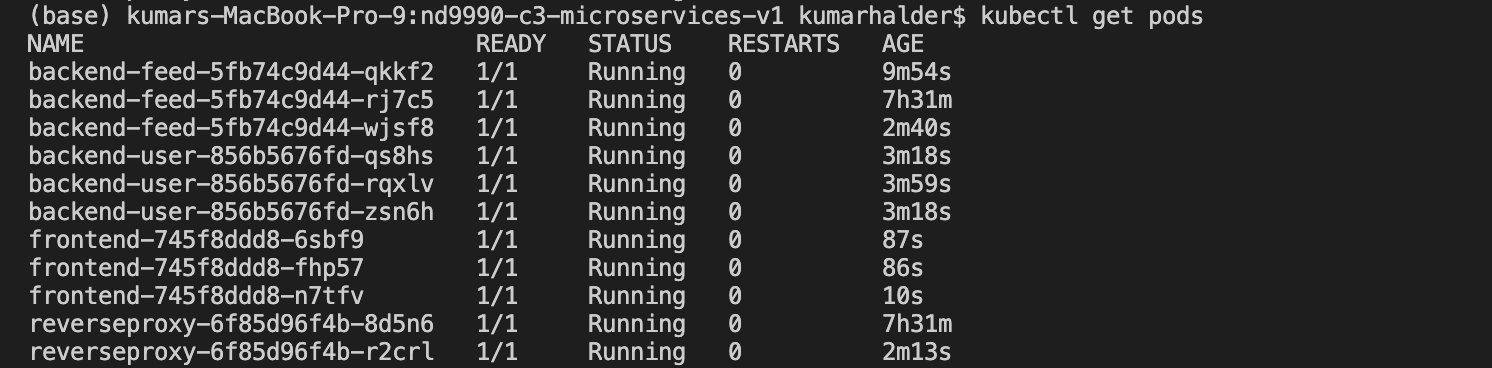 (base) kumars-MacBook-Pro-9:nd9990-c3-microservices-v1 kumarhalder$ kubectl get pods
NAME READY STATUS RESTARTS AGE
backend-feed-5fb74c9d44-qkkf2 1/1 Running 0 9m54s
backend-feed-5fb74c9d44-rj7c5 1/1 Running 0 7h31m
backend-feed-5fb74c9d44-wjsf8 1/1 Running 0 2m40s
backend-user-856b5676fd-qs8hs 1/1 Running 0 3m18s
backend-user-856b5676fd-rqxlv 1/1 Running 0 3m59s
backend-user-856b5676fd-zsn6h 1/1 Running 0 3m18s
frontend-745f8ddd8-6sbf9 1/1 Running 0 87s
frontend-745f8ddd8-fhp57 1/1 Running 0 86s
frontend-745f8ddd8-n7tfv 1/1 Running 0 10s
reverseproxy-6f85d96f4b-8d5n6 1/1 Running 0 7h31m
reverseproxy-6f85d96f4b-r2crl 1/1 Running 0 2m13s